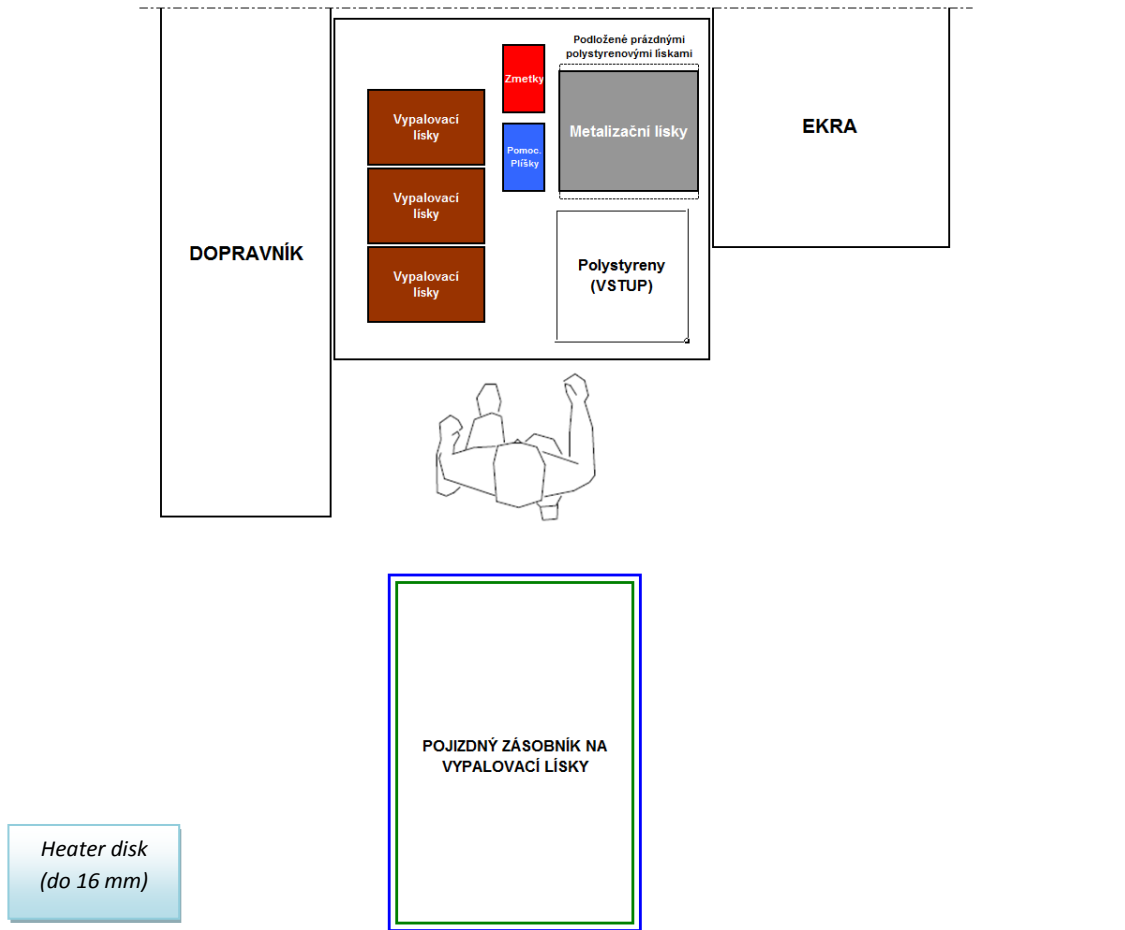 Podložené prázdnými
polystyrenovými lískami
Zmetky
Vypalovací
lísky
Metalizační lísky
EKRA
Pomoc.
Plíšky
Vypalovací
lísky
DOPRAVNÍK
Vypalovací
lísky
Polystyreny
(VSTUP)
POJIZDNÝ ZÁSOBNÍK NA
VYPALOVACÍ LÍSKY
Heater disk
(do 16 mm)